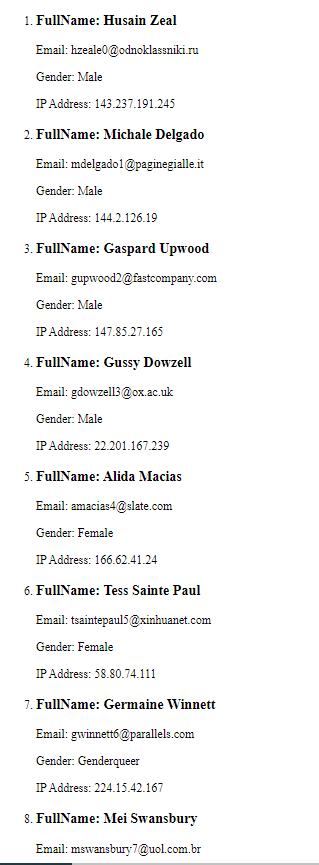 1. FullName: Husain Zeal
Email: hzeale0@odnoklassniki.ru
Gender: Male
IP Address: 143.237.191.245
2. FullName: Michale Delgado
Email: mdelgado1@paginegialle.it
Gender: Male
IP Address: 144.2.126.19
3. FullName: Gaspard Upwood
Email: gupwood2@fastcompany.com
Gender: Male
IP Address: 147.85.27.165
4. FullName: Gussy Dowzell
Email: gdowzell3@ox.ac.uk
Gender: Male
IP Address: 22.201.167.239
5. FullName: Alida Macias
Email: amacias4@slate.com
Gender: Female
IP Address: 166.62.41.24
6. FullName: Tess Sainte Paul
Email: tsaintepaul5@xinhuanet.com
Gender: Female
IP Address: 58.80.74.111
7. FullName: Germaine Winnett
Email: gwinnett6@parallels.com
Gender: Genderqueer
IP Address: 224.15.42.167
8. FullName: Mei Swansbury
Email: mswansbury7@uol.com.br